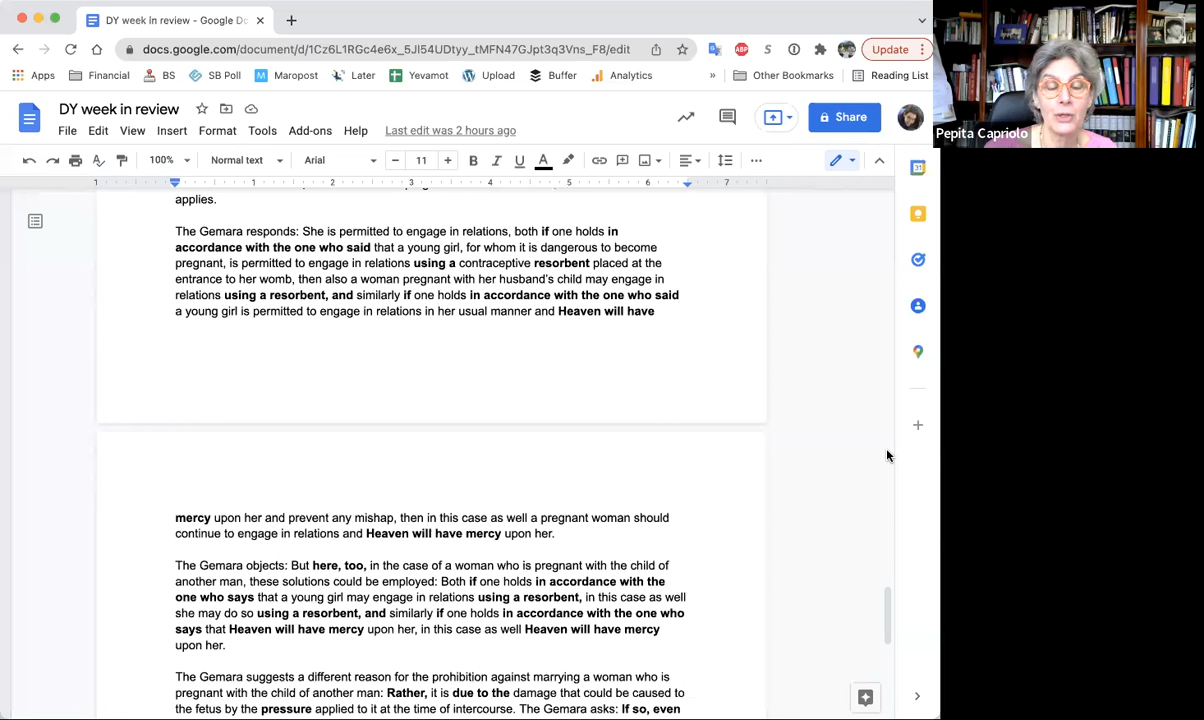 DY week in review - Google Do
docs.google.com/document/d/1Cz6L1RGc4e6x_5Jl54UDtyy_tMFN47GJpt3q3Vns_F8/edit
ABP
S
Update
Apps
Financial
BS
SB Poll
M Maropost
Later
Yevamot
Upload
Buffer
Analytics
»
Other Bookmarks
Reading List
DY week in review
File Edit View Insert Format Tools Add-ons Help Last edit was 2 hours ago
Share
100% Normal text Arial 11 B I U A
1 1 2 3 4 5 6 7
applies.
The Gemara responds: She is permitted to engage in relations, both if one holds in
accordance with the one who said that a young girl, for whom it is dangerous to become
pregnant, is permitted to engage in relations using a contraceptive resorbent placed at the
entrance to her womb, then also a woman pregnant with her husband's child may engage in
relations using a resorbent, and similarly if one holds in accordance with the one who said
a young girl is permitted to engage in relations in her usual manner and Heaven will have
mercy upon her and prevent any mishap, then in this case as well a pregnant woman should
continue to engage in relations and Heaven will have mercy upon her.
The Gemara objects: But here, too, in the case of a woman who is pregnant with the child of
another man, these solutions could be employed: Both if one holds in accordance with the
one who says that a young girl may engage in relations using a resorbent, in this case as well
she may do so using a resorbent, and similarly if one holds in accordance with the one who
says that Heaven will have mercy upon her, in this case as well Heaven will have mercy
upon her.
The Gemara suggests a different reason for the prohibition against marrying a woman who is
pregnant with the child of another man: Rather, it is due to the damage that could be caused to
the fetus by the pressure applied to it at the time of intercourse. The Gemara asks: If so, even
31
Pepita Capriolo